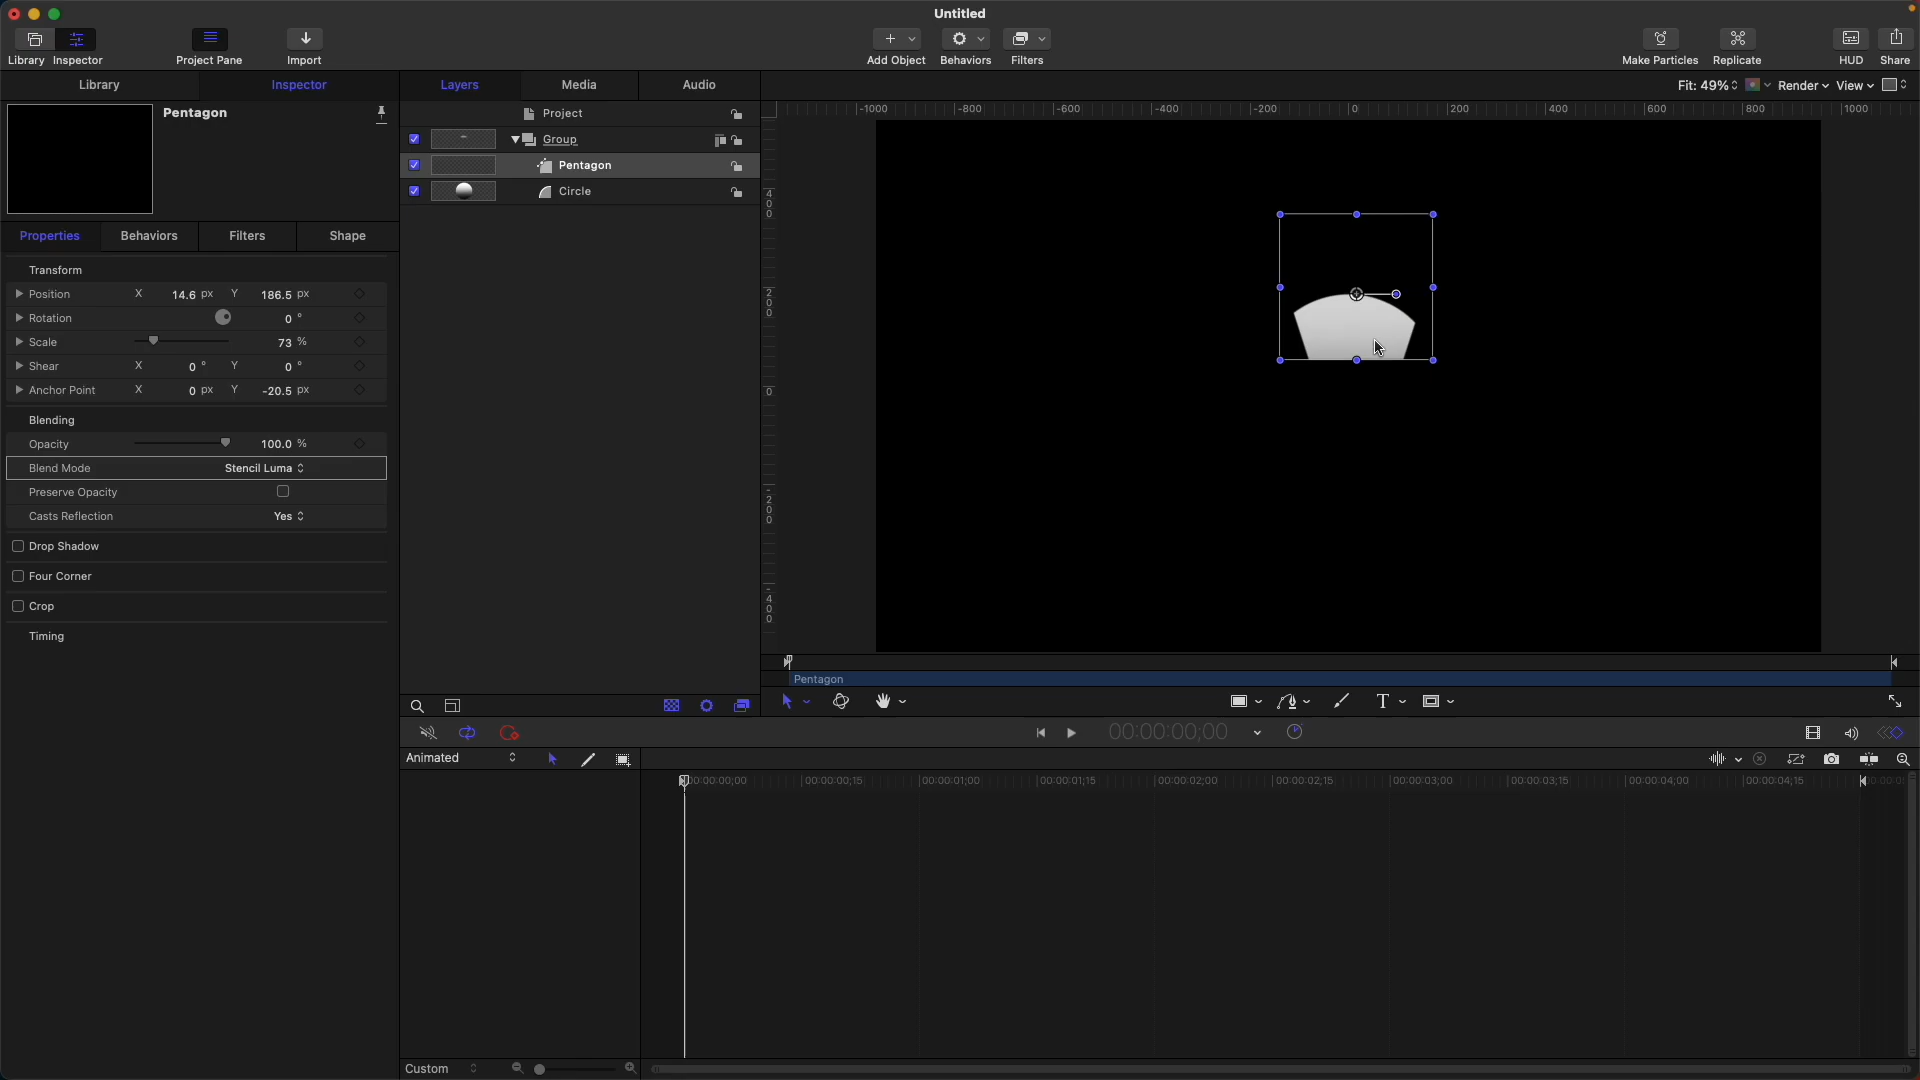 Untitled
Library Inspector
Project Pane
Import
Add Object
Behaviors
Filters
Make Particles
Replicate
HUD
Share
Library
Inspector
Layers
Media
Audio
Fit: 49%
Render
View
Pentagon
Project
Group
Pentagon
Circle
-1000 -800 -600 -400 -200 0 200 400 600 800 1000
400
200
0
-200
-400
Properties
Behaviors
Filters
Shape
Transform
Position X 14.6 px Y 186.5 px
Rotation 0 °
Scale 73 %
Shear X 0 ° Y 0 °
Anchor Point X 0 px Y -20.5 px
Blending
Opacity 100.0 %
Blend Mode Stencil Luma
Preserve Opacity
Casts Reflection Yes
Drop Shadow
Four Corner
Crop
Timing
Pentagon
T
00:00:00;00
Animated
00:00:00;00 00:00:00;15 00:00:01;00 00:00:01;15 00:00:02;00 00:00:02;15 00:00:03;00 00:00:03;15 00:00:04;00 00:00:04;15
Custom